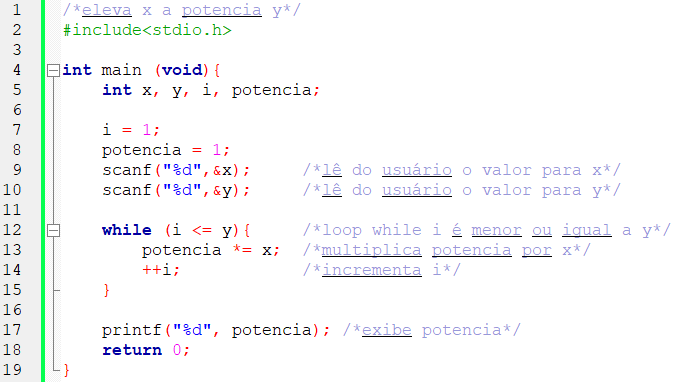 1 /*eleva x a potencia y*/
2 #include<stdio.h>
3
4 int main (void){
5 int x, y, i, potencia;
6
7 i = 1;
8 potencia = 1;
9 scanf("%d",&x); /*lê do usuário o valor para x*/
10 scanf("%d",&y); /*lê do usuário o valor para y*/
11
12 while (i <= y){ /*loop while i é menor ou igual a y*/
13 potencia *= x; /*multiplica potencia por x*/
14 ++i; /*incrementa i*/
15 }
16
17 printf("%d", potencia); /*exibe potencia*/
18 return 0;
19 }